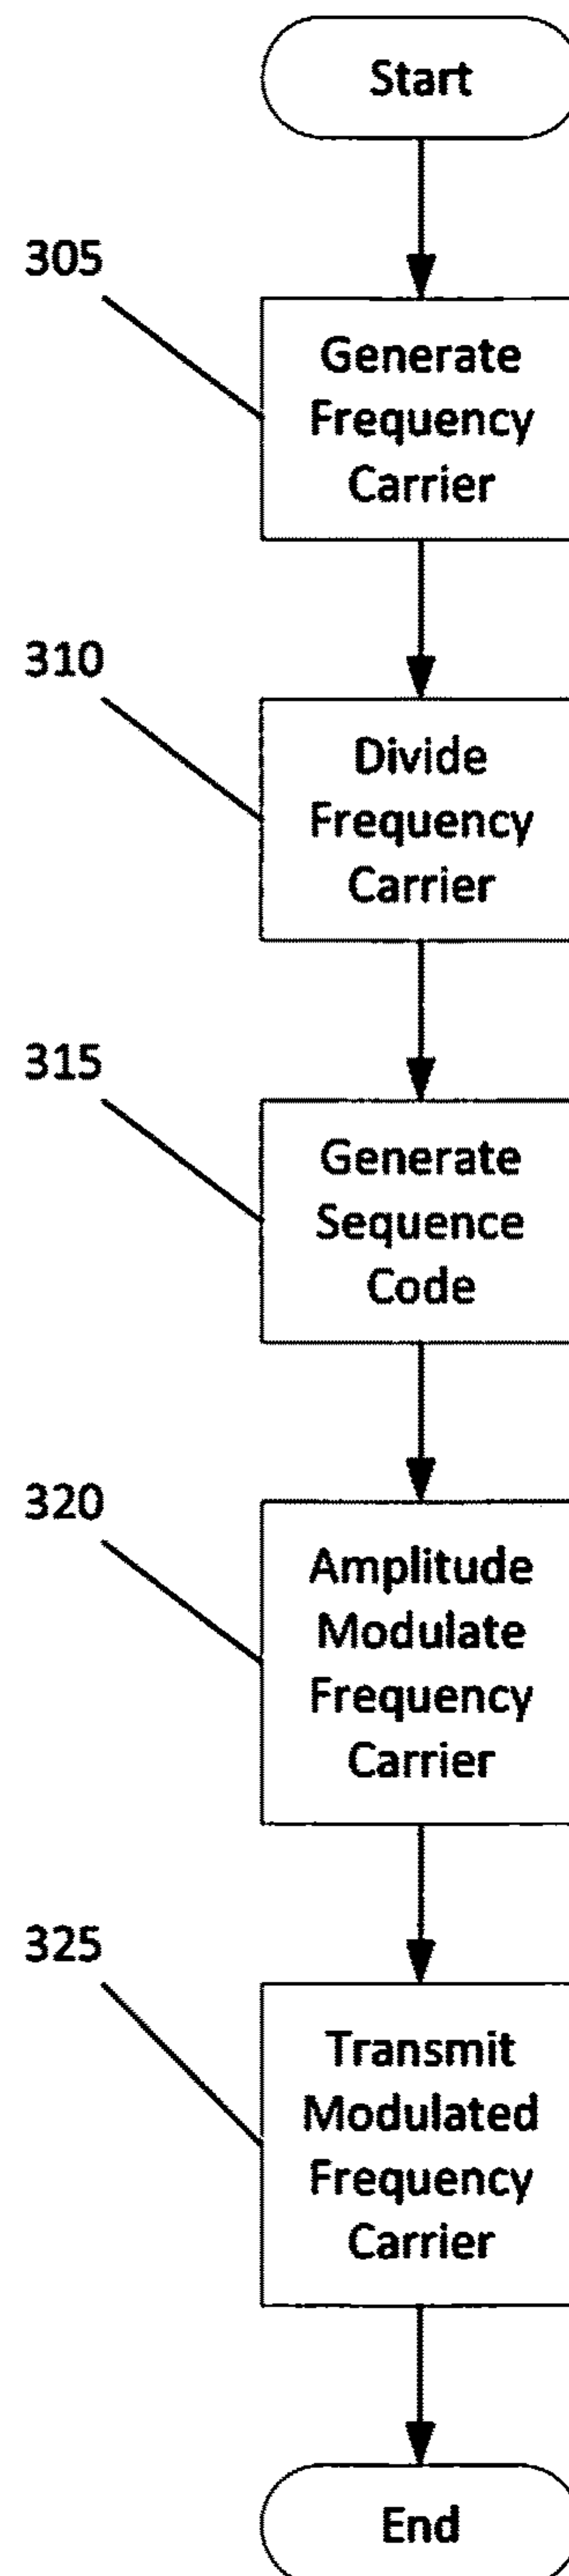 Start
305
Generate
Frequency
Carrier
310
Divide
Frequency
Carrier
315
Generate
Sequence
Code
320
Amplitude
Modulate
Frequency
Carrier
325
Transmit
Modulated
Frequency
Carrier
End